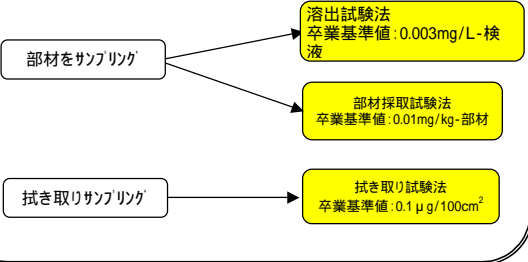 溶出試験法
卒業基準値:0.003mg/L-検
液
部材をｻﾝﾌﾟﾘﾝｸﾞ
部材採取試験法
卒業基準値:0.01mg/kg-部材
拭き取りｻﾝﾌﾟﾘﾝｸﾞ
拭き取り試験法
卒業基準値:0.1μg/100cm²